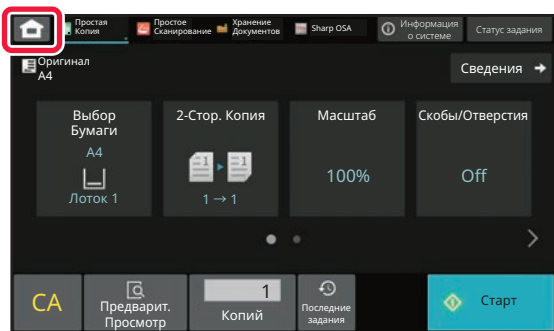 Простая
Копия
Простое
Сканирование
Хранение
Документов
Sharp OSA
Информация
о системе
Статус задания
Оригинал
A4
Сведения
Выбор
Бумаги
A4
Лоток 1
2-Стор. Копия
1
1
1 → 1
Масштаб
100%
Скобы/Отверстия
Off
CA
Предварит.
Просмотр
1
Копий
Последние
задания
Старт